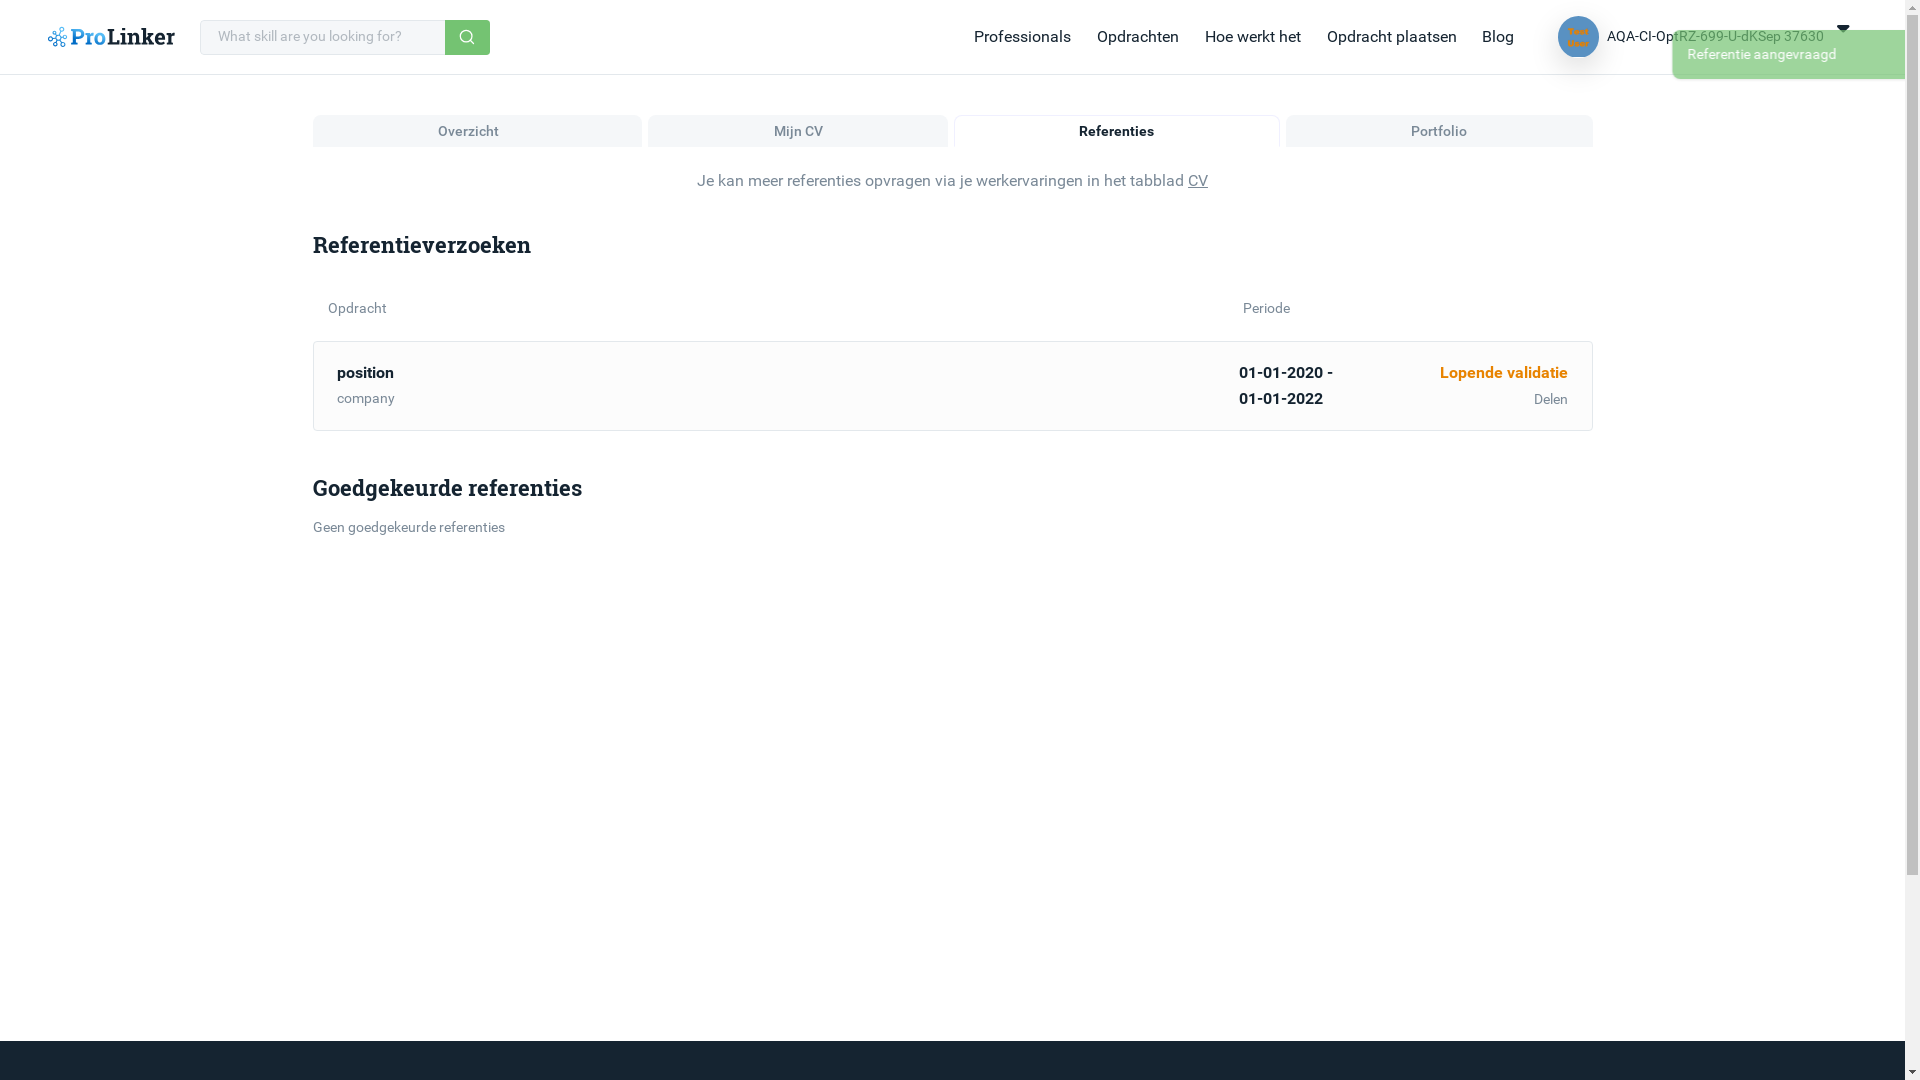 ProLinker
What skill are you looking for?
Professionals
Opdrachten
Hoe werkt het
Opdracht plaatsen
Blog
Test
User
AQA-CI-OptRZ-699-U-dKSep 37630
Referentie aangevraagd
Overzicht
Mijn CV
Referenties
Portfolio
Je kan meer referenties opvragen via je werkervaringen in het tabblad CV
Referentieverzoeken
Opdracht
Periode
position
01-01-2020 -
Lopende validatie
company
01-01-2022
Delen
Goedgekeurde referenties
Geen goedgekeurde referenties